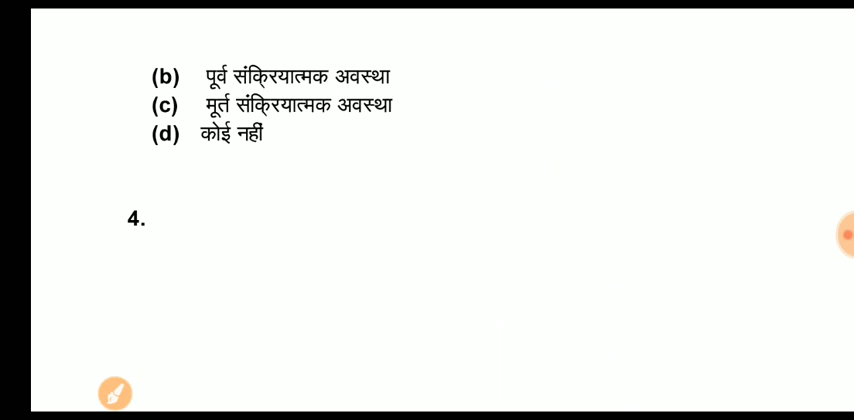 (b) पूर्व संक्रियात्मक अवस्था
(c) मूर्त संक्रियात्मक अवस्था
(d) कोई नहीं
4.